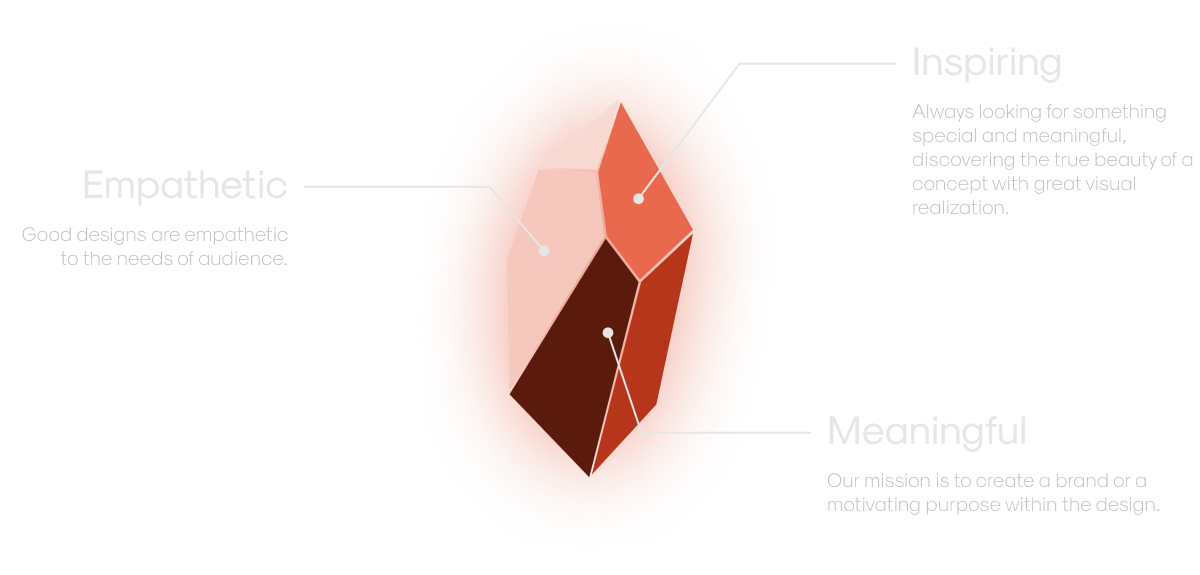 Inspiring
Always looking for something
special and meaningful,
discovering the true beauty of a
concept with great visual
realization.
Empathetic
Good designs are empathetic
to the needs of audience.
Meaningful
Our mission is to create a brand or a
motivating purpose within the design.